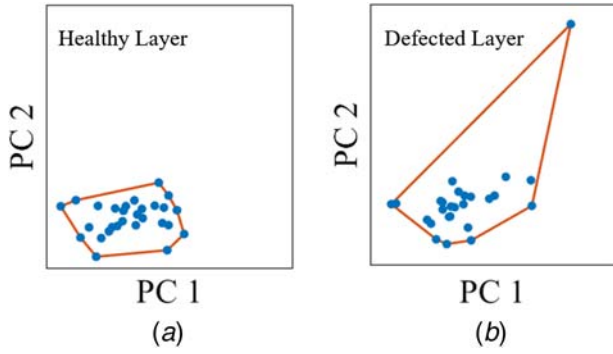 Healthy Layer
PC 2
PC 1
(a)
Defected Layer
PC 2
PC 1
(b)